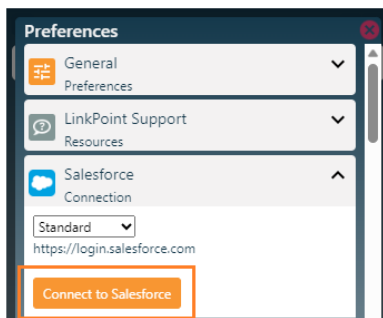 Preferences
General
Preferences
LinkPoint Support
Resources
Salesforce
Connection
Standard
https://login.salesforce.com
Connect to Salesforce